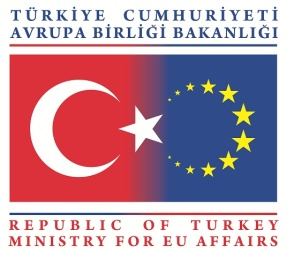 TÜRKİYE CUMHURİYETİ
AVRUPA BİRLİĞİ BAKANLIĞI
REPUBLIC OF TURKEY
MINISTRY FOR EU AFFAIRS